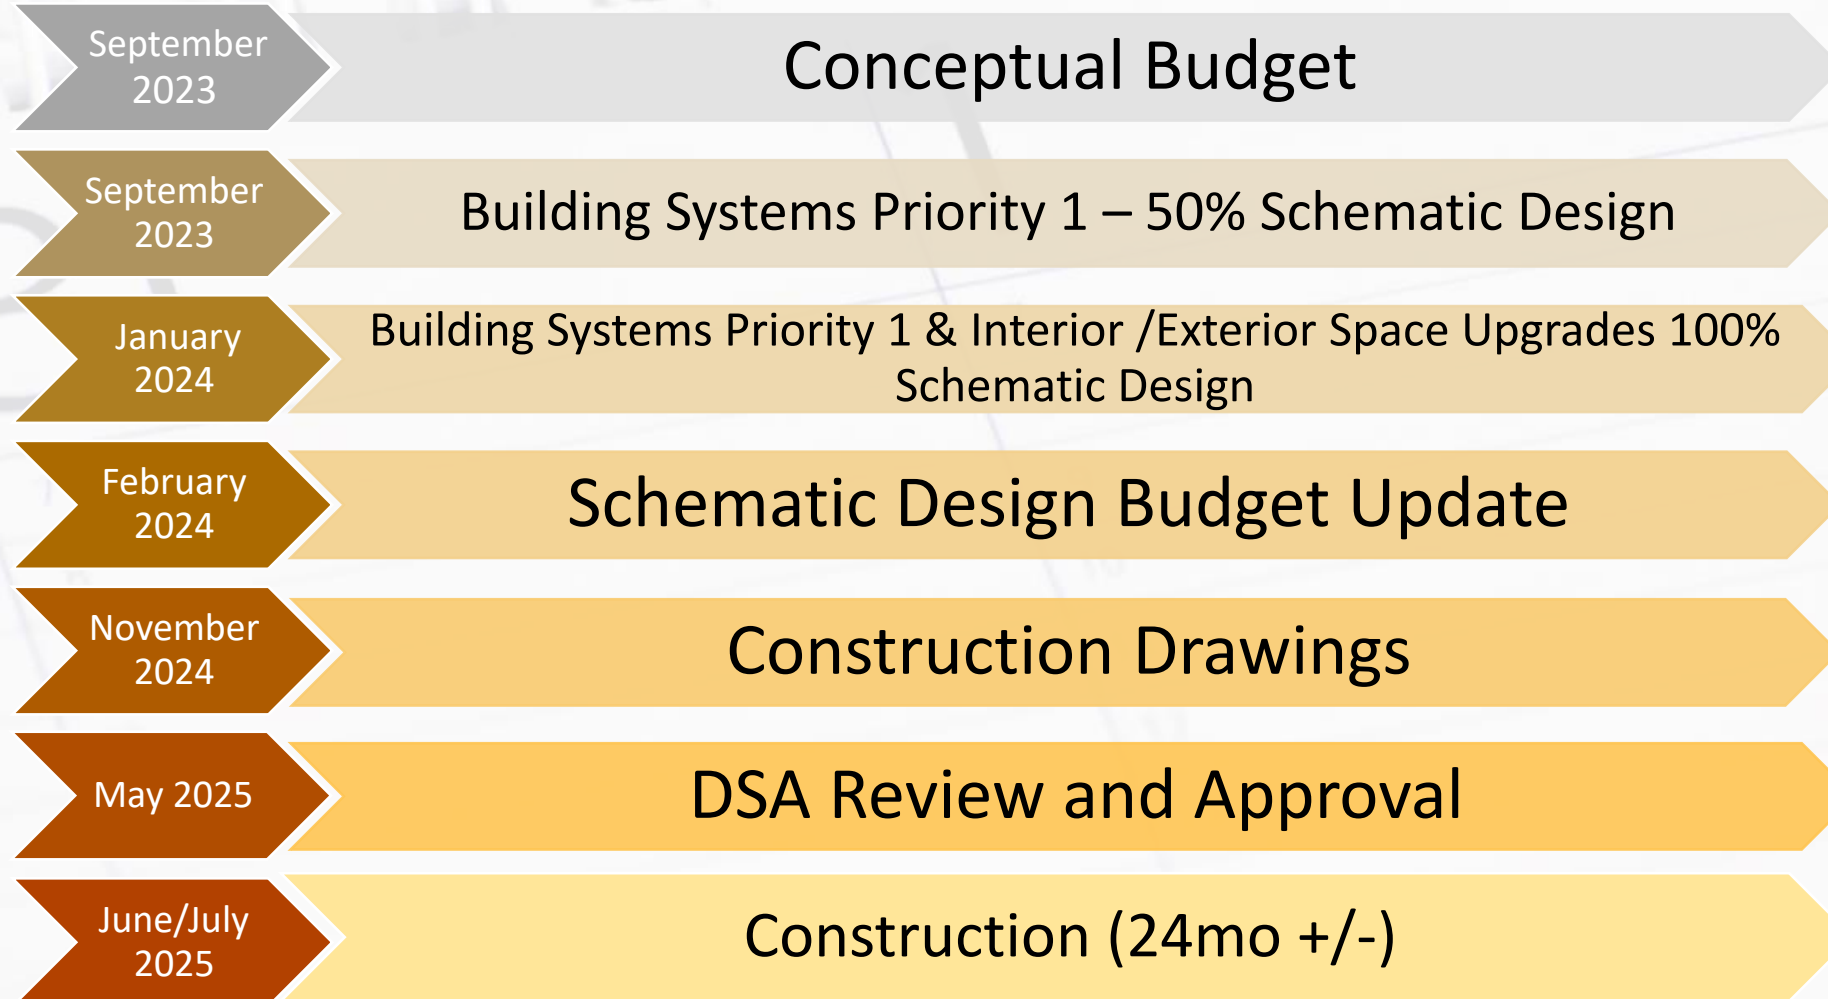 September
2023
Conceptual Budget
September
2023
Building Systems Priority 1 – 50% Schematic Design
January
2024
Building Systems Priority 1 & Interior /Exterior Space Upgrades 100%
Schematic Design
February
2024
Schematic Design Budget Update
November
2024
Construction Drawings
May 2025
DSA Review and Approval
June/July
2025
Construction (24mo +/-)